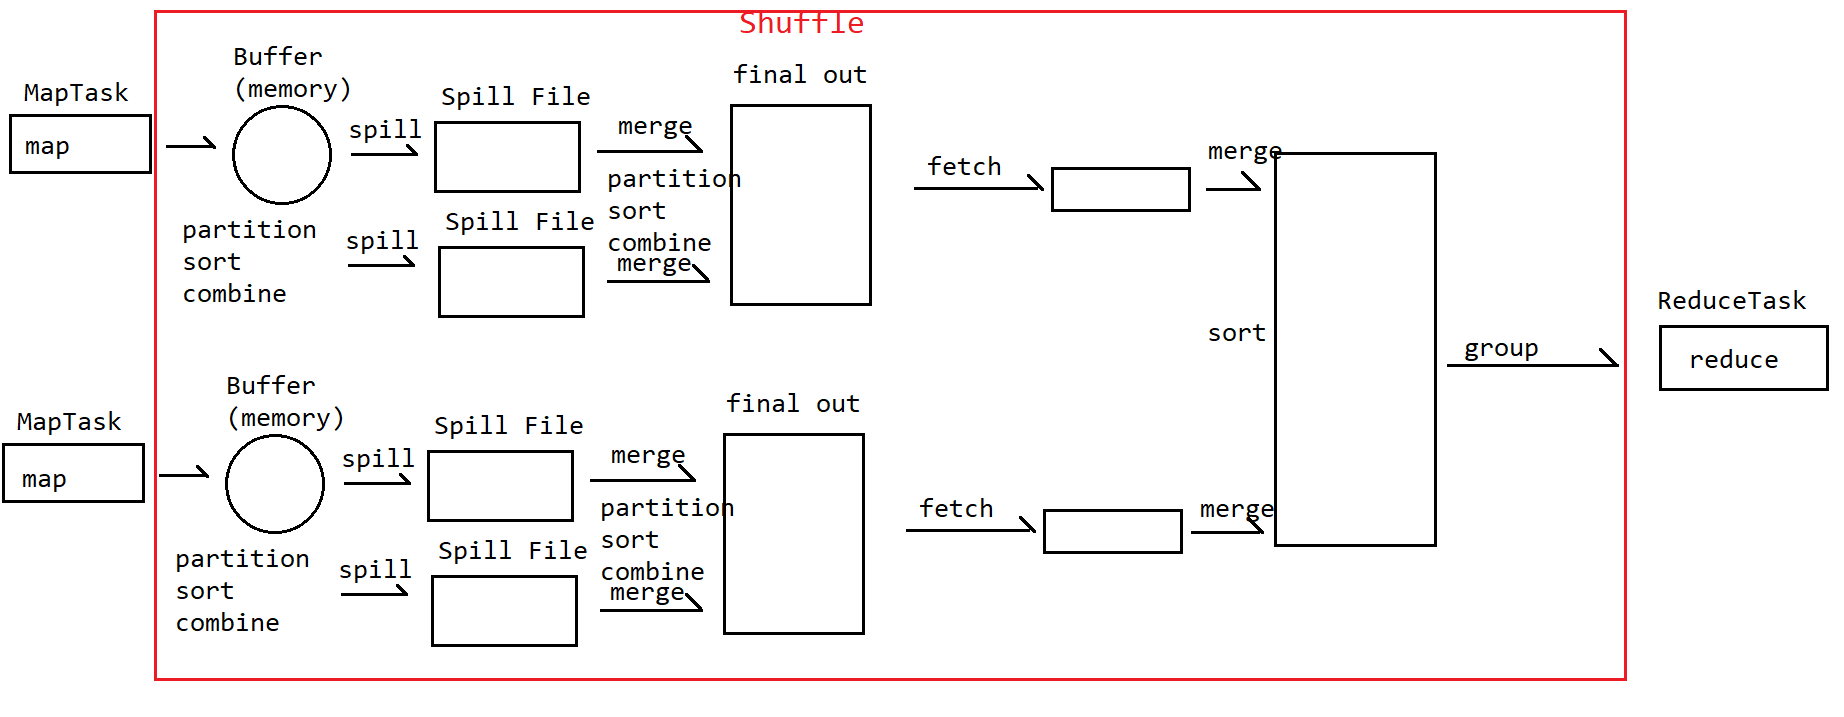 Shuffle
MapTask
map
Buffer
(memory)
partition
sort
combine
spill
spill
Spill File
Spill File
merge
partition
sort
combine
merge
final out
fetch
merge
MapTask
map
Buffer
(memory)
partition
sort
combine
spill
spill
Spill File
Spill File
merge
partition
sort
combine
merge
final out
fetch
merge
sort
group
ReduceTask
reduce